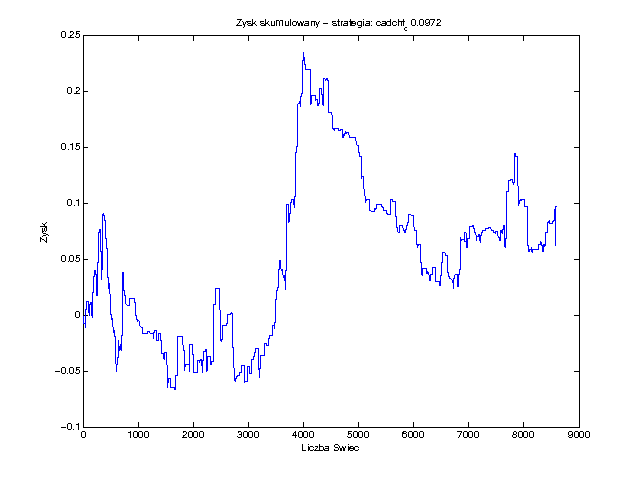 Zysk skumulowany – strategia: cadchf_c 0.0972
0.25
0.2
0.15
0.1
0.05
0
−0.05
−0.1
Zysk
0 1000 2000 3000 4000 5000 6000 7000 8000 9000
Liczba Swiec